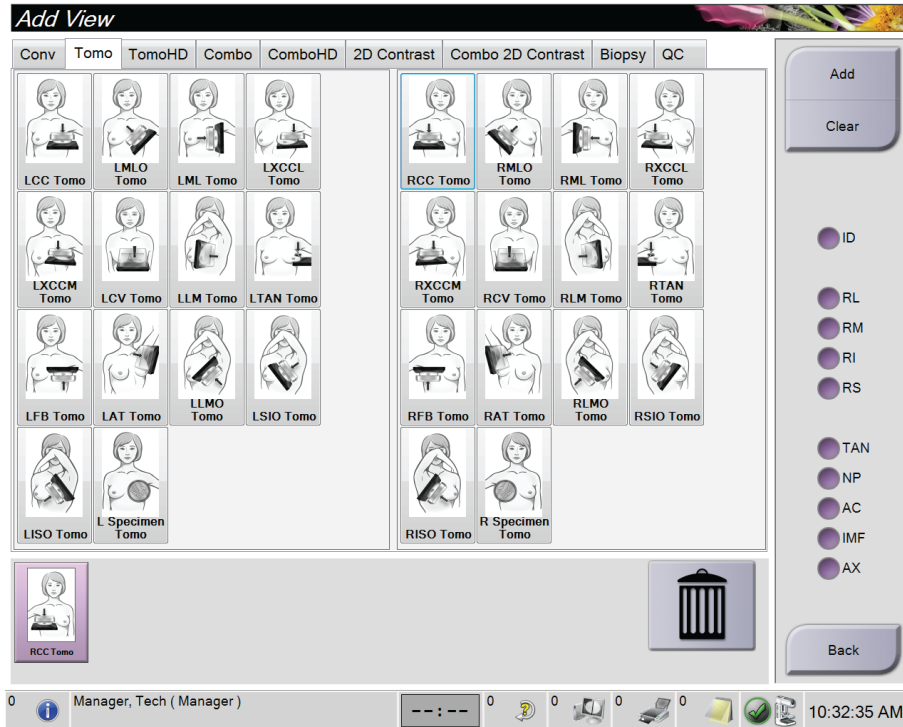 Add View
Conv Tomo TomoHD Combo ComboHD 2D Contrast Combo 2D Contrast Biopsy QC
LCC Tomo
LMLO
Tomo
LML Tomo
LXCCL
Tomo
RCC Tomo
RMLO
Tomo
RML Tomo
RXCCL
Tomo
LXCCM
Tomo
LCV Tomo
LLM Tomo
LTAN Tomo
RXCCM
Tomo
RCV Tomo
RLM Tomo
RTAN
Tomo
LFB Tomo
LAT Tomo
LLMO
Tomo
LSIO Tomo
RFB Tomo
RAT Tomo
RLMO
Tomo
RSIO Tomo
LISO Tomo
L Specimen
Tomo
RISO Tomo
R Specimen
Tomo
RCC Tomo
Add
Clear
ID
RL
RM
RI
RS
TAN
NP
AC
IMF
AX
Back
0 Manager, Tech ( Manager ) --:-- 0 0 0 0 10:32:35 AM